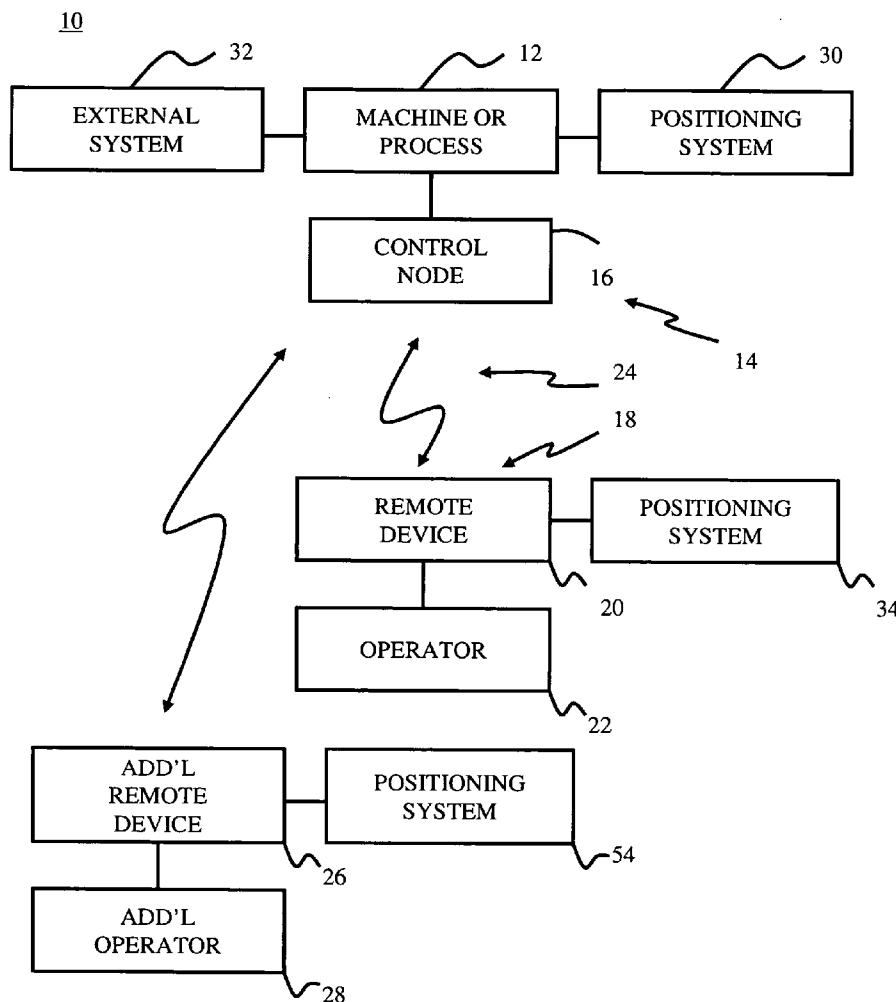 10
32
12
30
EXTERNAL
SYSTEM
MACHINE OR
PROCESS
POSITIONING
SYSTEM
CONTROL
NODE
16
14
24
18
REMOTE
DEVICE
POSITIONING
SYSTEM
20
34
OPERATOR
22
ADD'L
REMOTE
DEVICE
POSITIONING
SYSTEM
26
54
ADD'L
OPERATOR
28